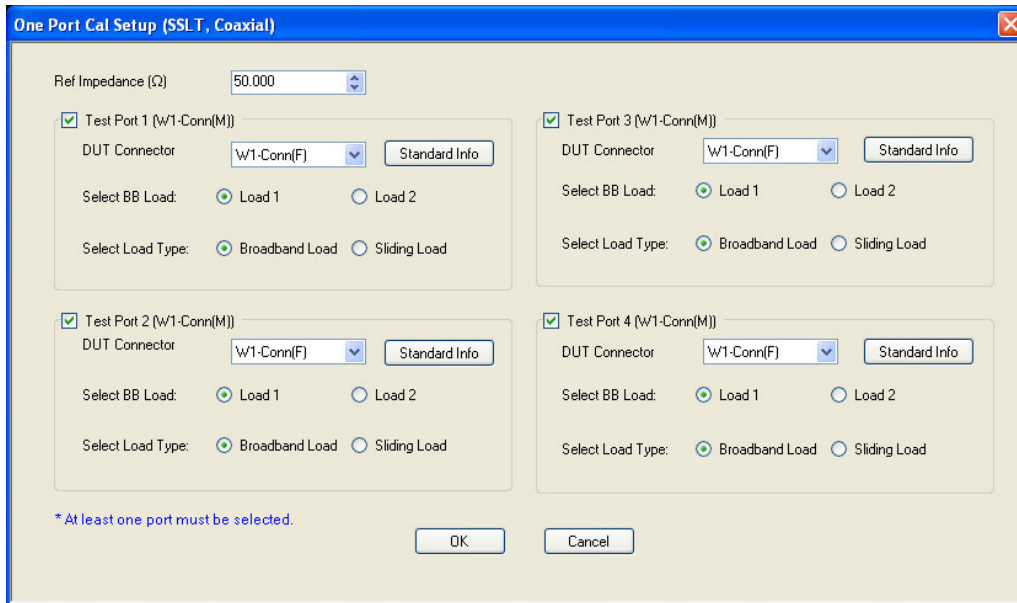 One Port Cal Setup (SSLT, Coaxial)
Ref Impedance (Ω) 50.000
Test Port 1 (W1-Conn(M))
DUT Connector W1-Conn(F) Standard Info
Select BB Load: Load 1 Load 2
Select Load Type: Broadband Load Sliding Load
Test Port 3 (W1-Conn(M))
DUT Connector W1-Conn(F) Standard Info
Select BB Load: Load 1 Load 2
Select Load Type: Broadband Load Sliding Load
Test Port 2 (W1-Conn(M))
DUT Connector W1-Conn(F) Standard Info
Select BB Load: Load 1 Load 2
Select Load Type: Broadband Load Sliding Load
Test Port 4 (W1-Conn(M))
DUT Connector W1-Conn(F) Standard Info
Select BB Load: Load 1 Load 2
Select Load Type: Broadband Load Sliding Load
* At least one port must be selected.
OK Cancel